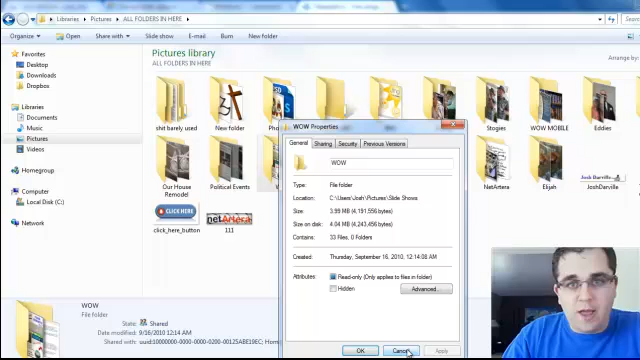 Libraries ▸ Pictures ▸ ALL FOLDERS IN HERE ▸
Organize Open Share with Slide show E-mail Burn New folder
Favorites
Desktop
Downloads
Dropbox
Libraries
Documents
Music
Pictures
Videos
Homegroup
Computer
Local Disk (C:)
Network
Pictures library
ALL FOLDERS IN HERE
Arrange by:
shit barely used
New folder
Stogies
WOW MOBILE
Eddies
Our House Remodel
Political Events
NetArtera
Elijah
Josh Darville
JoshDarville
CLICK HERE
click_here_button
netArtera
111
WOW Properties
General Sharing Security Previous Versions
WOW
Type: File folder
Location: C:\Users\Josh\Pictures\Slide Shows
Size: 3.99 MB (4,191,556 bytes)
Size on disk: 4.04 MB (4,243,456 bytes)
Contains: 33 Files, 0 Folders
Created: Thursday, September 16, 2010, 12:14:08 AM
Attributes: Read-only (Only applies to files in folder)
Hidden Advanced...
OK Cancel Apply
WOW
File folder
State: Shared
Date modified: 9/16/2010 12:14 AM